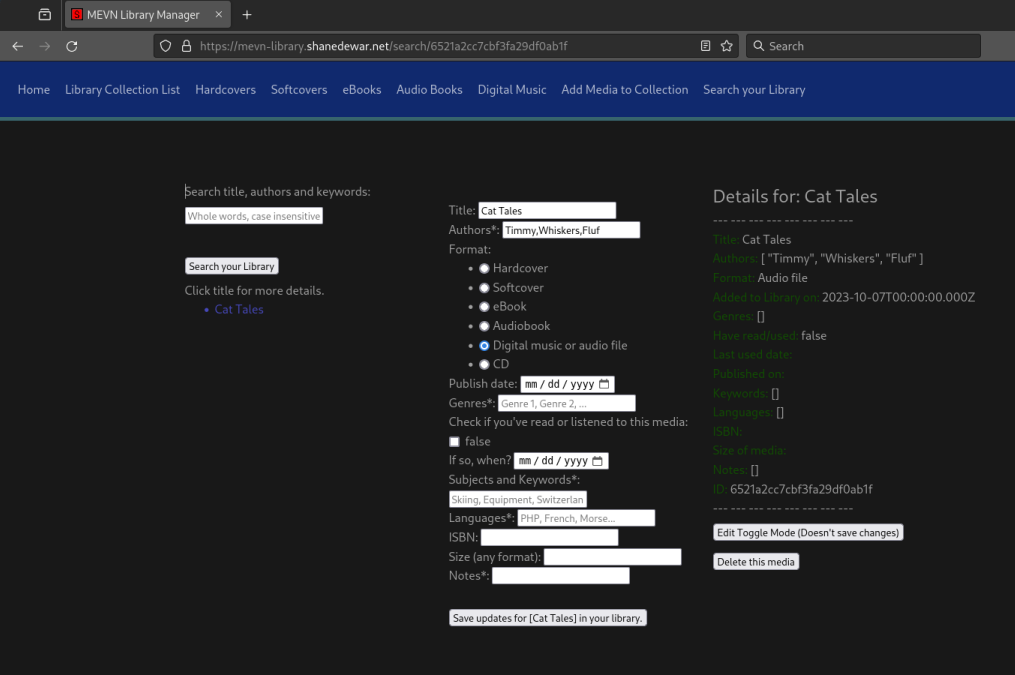 MEVN Library Manager
https://mevn-library.shanedewar.net/search/6521a2cc7cbf3fa29df0ab1f
Search
Home Library Collection List Hardcovers Softcovers eBooks Audio Books Digital Music Add Media to Collection Search your Library
Search title, authors and keywords:
Whole words, case insensitive
Search your Library
Click title for more details.
Cat Tales
Title: Cat Tales
Authors*: Timmy,Whiskers,Fluf
Format:
Hardcover
Softcover
eBook
Audiobook
Digital music or audio file
CD
Publish date: mm / dd / yyyy
Genres*: Genre 1, Genre 2, ...
Check if you've read or listened to this media:
false
If so, when? mm / dd / yyyy
Subjects and Keywords*:
Skiing, Equipment, Switzerlan
Languages*: PHP, French, Morse...
ISBN:
Size (any format):
Notes*:
Save updates for [Cat Tales] in your library.
Details for: Cat Tales
--- --- --- --- --- --- --- ---
Title: Cat Tales
Authors: [ "Timmy", "Whiskers", "Fluf" ]
Format: Audio file
Added to Library on: 2023-10-07T00:00:00.000Z
Genres: []
Have read/used: false
Last used date:
Published on:
Keywords: []
Languages: []
ISBN:
Size of media:
Notes: []
ID: 6521a2cc7cbf3fa29df0ab1f
--- --- --- --- --- --- --- ---
Edit Toggle Mode (Doesn't save changes)
Delete this media